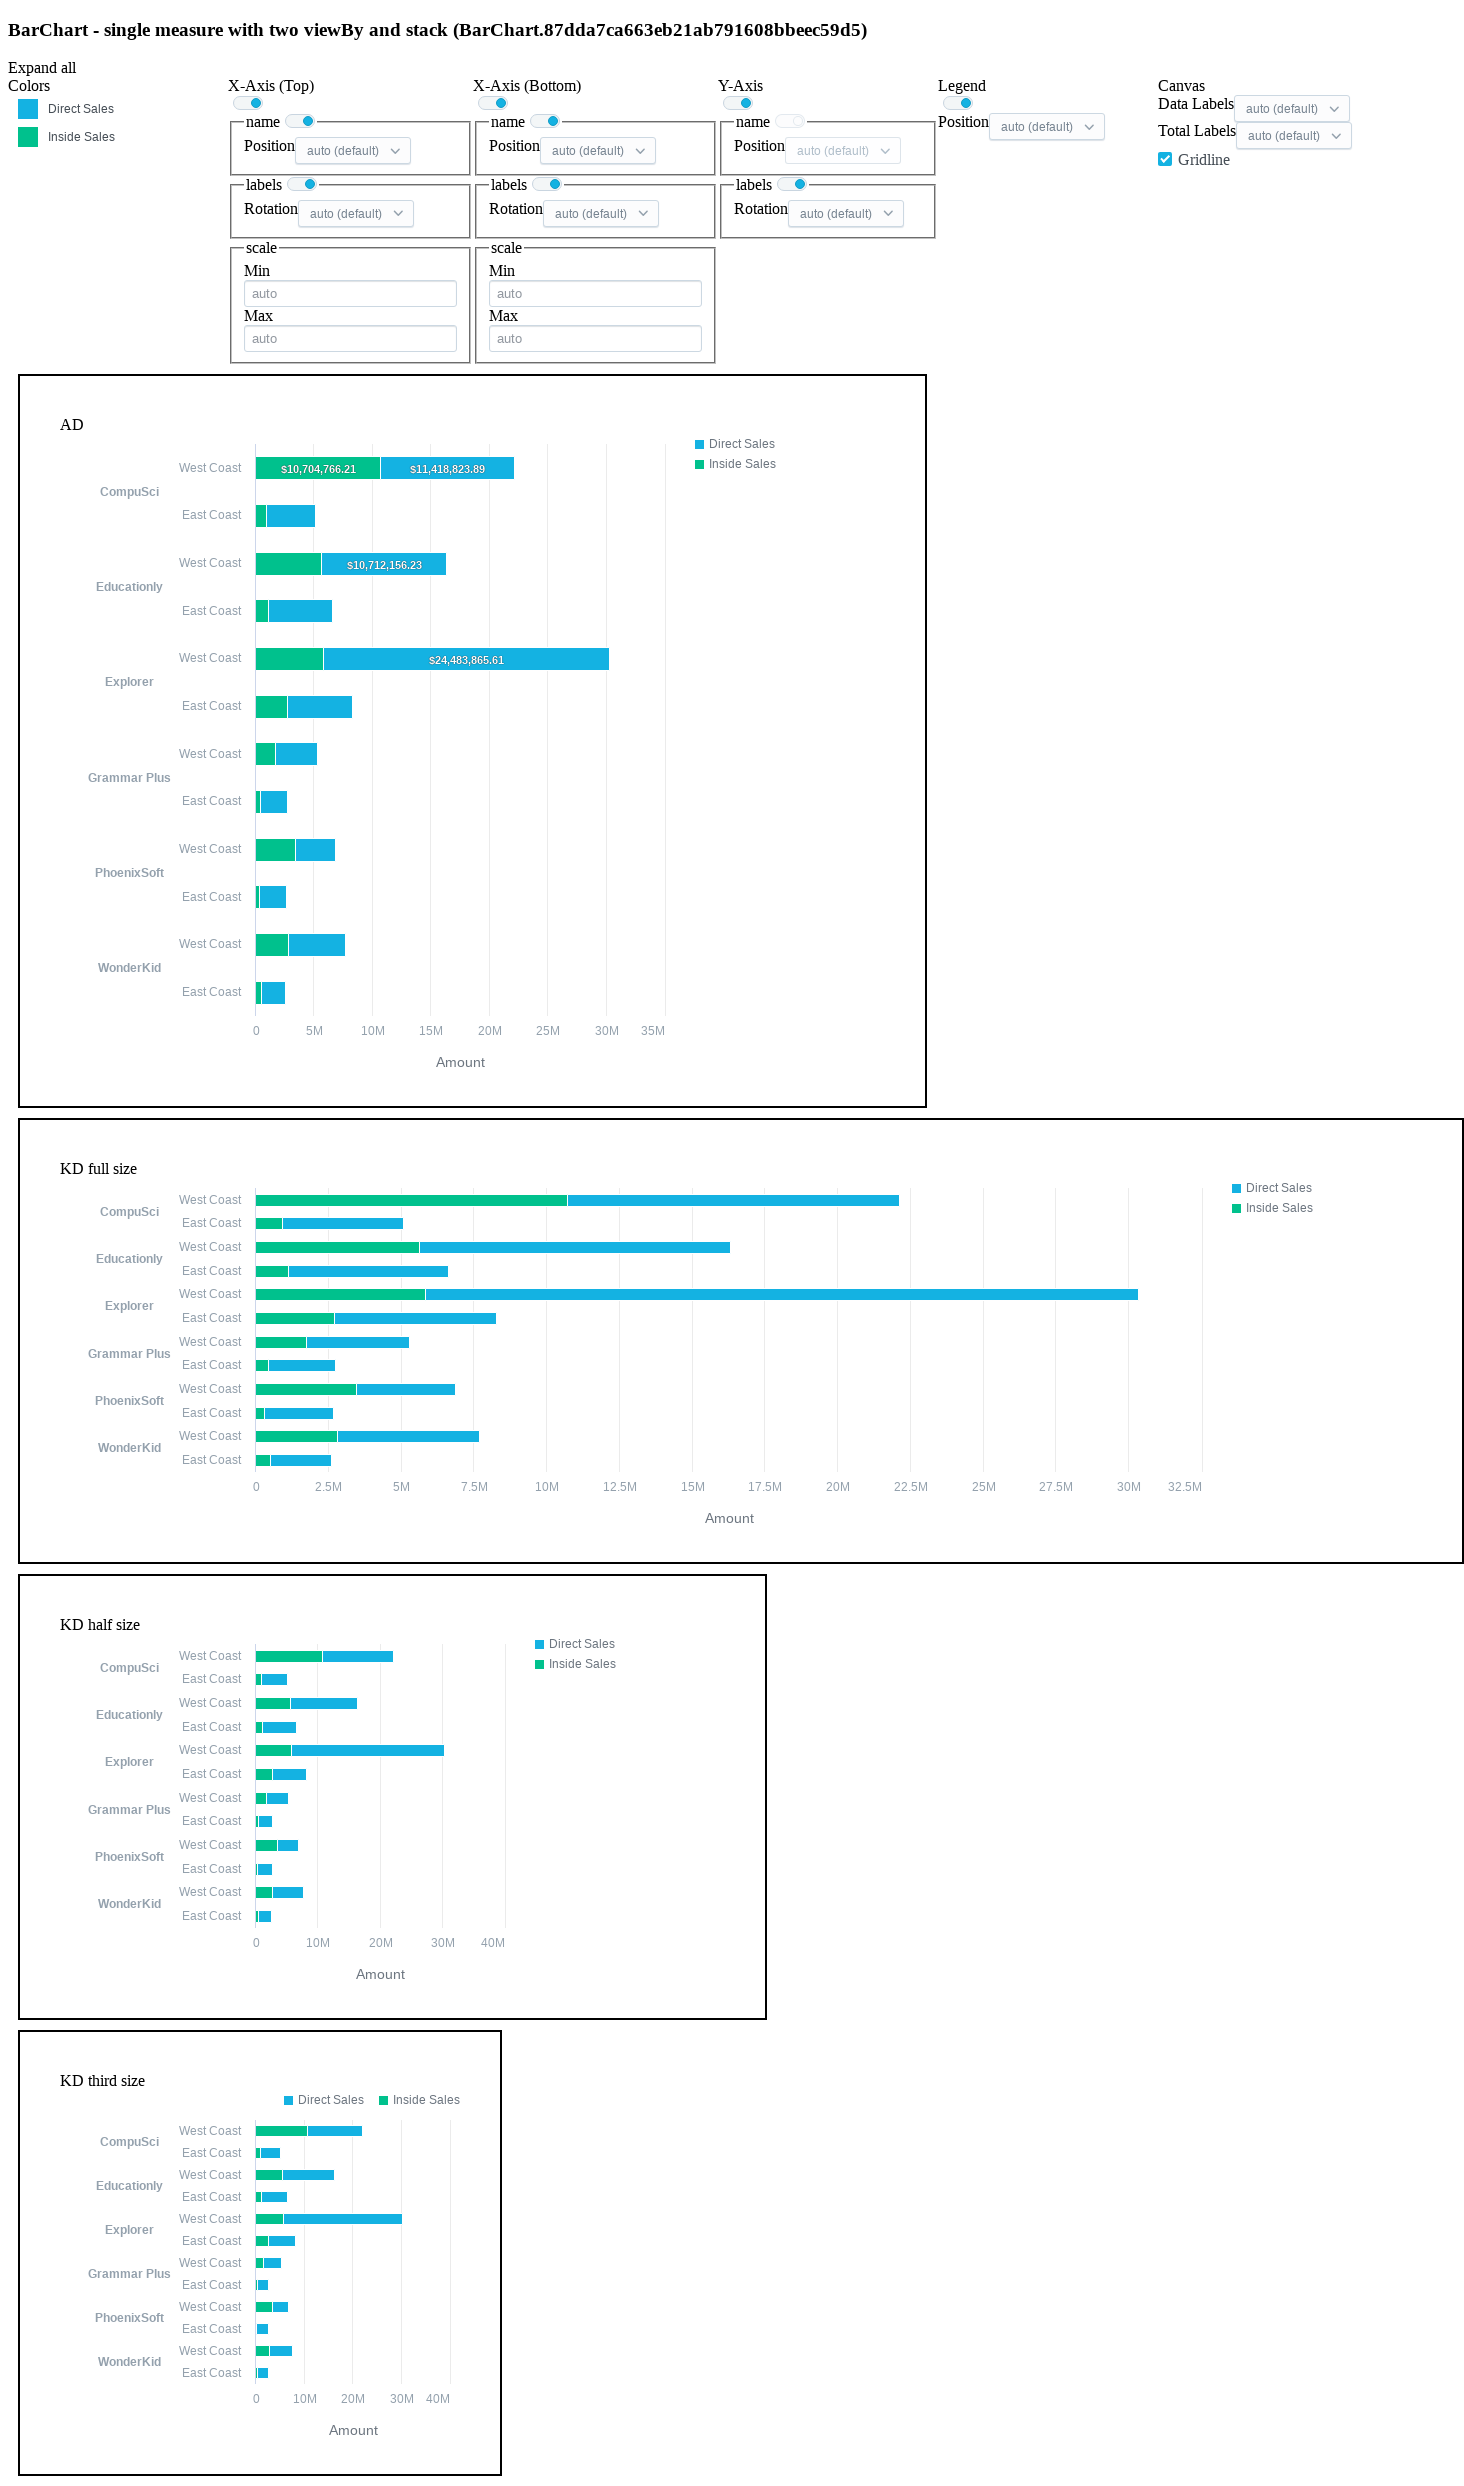 BarChart - single measure with two viewBy and stack (BarChart.87dda7ca663eb21ab791608bbeec59d5)
Expand all
Colors
Direct Sales
Inside Sales
X-Axis (Top)
name
Position auto (default)
labels
Rotation auto (default)
scale
Min
auto
Max
auto
X-Axis (Bottom)
name
Position auto (default)
labels
Rotation auto (default)
scale
Min
auto
Max
auto
Y-Axis
name
Position auto (default)
labels
Rotation auto (default)
Legend
Position auto (default)
Canvas
Data Labels auto (default)
Total Labels auto (default)
Gridline
AD
Direct Sales
Inside Sales
West Coast $10,704,766.21 $11,418,823.89
CompuSci
East Coast
West Coast $10,712,156.23
Educationly
East Coast
West Coast $24,483,865.61
Explorer
East Coast
West Coast
Grammar Plus
East Coast
West Coast
PhoenixSoft
East Coast
West Coast
WonderKid
East Coast
0 5M 10M 15M 20M 25M 30M 35M
Amount
KD full size
Direct Sales
Inside Sales
West Coast
CompuSci
East Coast
West Coast
Educationly
East Coast
West Coast
Explorer
East Coast
West Coast
Grammar Plus
East Coast
West Coast
PhoenixSoft
East Coast
West Coast
WonderKid
East Coast
0 2.5M 5M 7.5M 10M 12.5M 15M 17.5M 20M 22.5M 25M 27.5M 30M 32.5M
Amount
KD half size
Direct Sales
Inside Sales
West Coast
CompuSci
East Coast
West Coast
Educationly
East Coast
West Coast
Explorer
East Coast
West Coast
Grammar Plus
East Coast
West Coast
PhoenixSoft
East Coast
West Coast
WonderKid
East Coast
0 10M 20M 30M 40M
Amount
KD third size
Direct Sales Inside Sales
West Coast
CompuSci
East Coast
West Coast
Educationly
East Coast
West Coast
Explorer
East Coast
West Coast
Grammar Plus
East Coast
West Coast
PhoenixSoft
East Coast
West Coast
WonderKid
East Coast
0 10M 20M 30M 40M
Amount